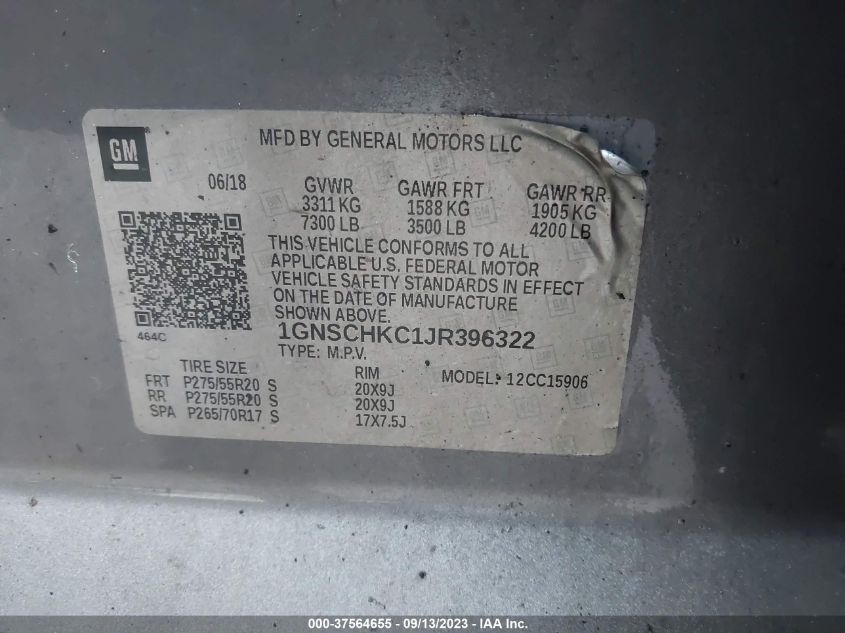 GM
MFD BY GENERAL MOTORS LLC
06/18 GVWR GAWR FRT GAWR RR
3311 KG 1588 KG 1905 KG
7300 LB 3500 LB 4200 LB
THIS VEHICLE CONFORMS TO ALL
APPLICABLE U.S. FEDERAL MOTOR
VEHICLE SAFETY STANDARDS IN EFFECT
ON THE DATE OF MANUFACTURE
SHOWN ABOVE.
1GNSCHKC1JR396322
464C
TYPE: M.P.V.
TIRE SIZE RIM MODEL: 12CC15906
FRT P275/55R20 S 20X9J
RR P275/55R20 S 20X9J
SPA P265/70R17 S 17X7.5J
000-37564655 - 09/13/2023 - IAA Inc.